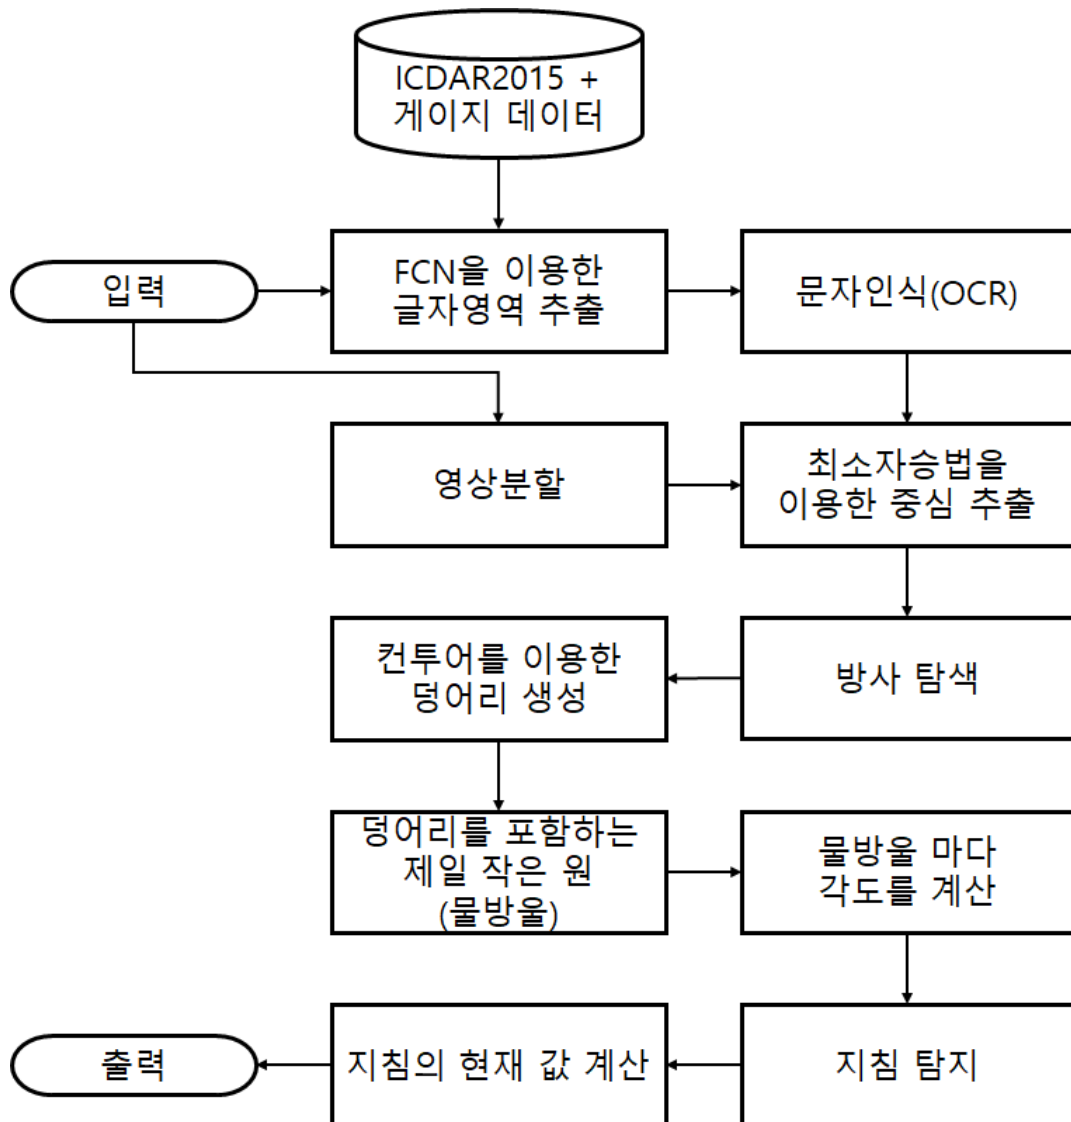 ICDAR2015 +
게이지 데이터
입력
FCN을 이용한
글자영역 추출
문자인식(OCR)
영상분할
최소자승법을
이용한 중심 추출
컨투어를 이용한
덩어리 생성
방사 탐색
덩어리를 포함하는
제일 작은 원
(물방울)
물방울 마다
각도를 계산
출력
지침의 현재 값 계산
지침 탐지